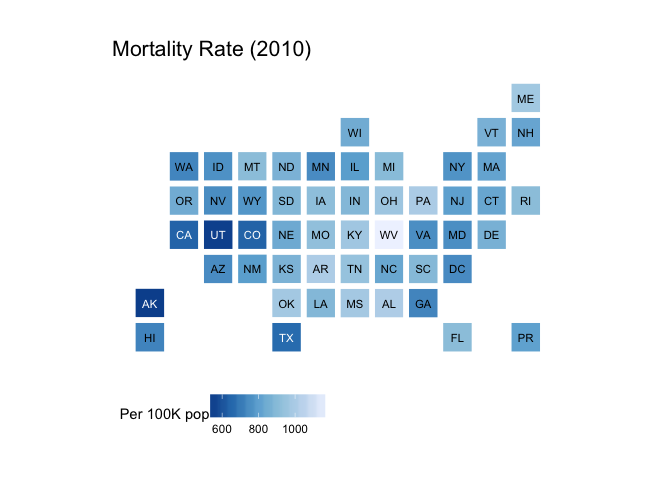 Mortality Rate (2010)
ME
WI VT NH
WA ID MT ND MN IL MI NY MA
OR NV WY SD IA IN OH PA NJ CT RI
CA UT CO NE MO KY WV VA MD DE
AZ NM KS AR TN NC SC DC
AK OK LA MS AL GA
HI TX FL PR
Per 100K pop
600 800 1000